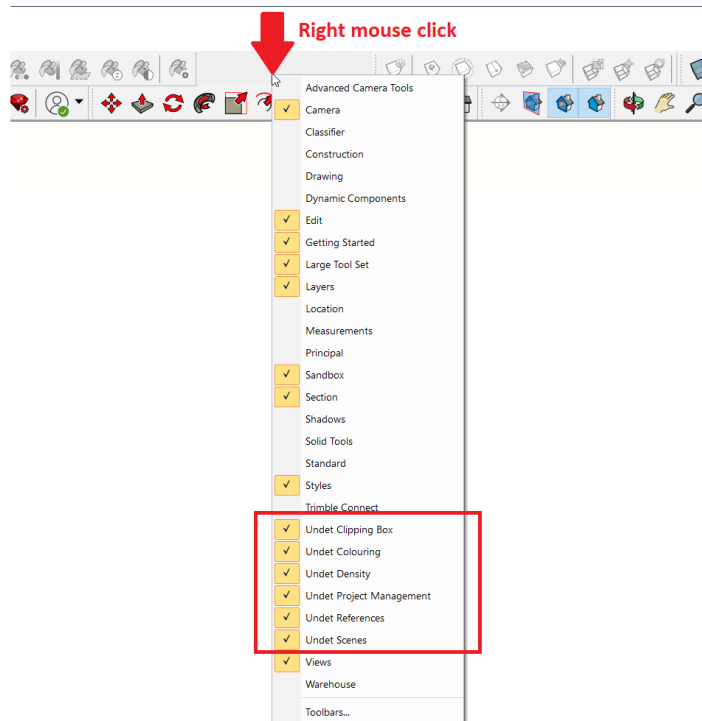 Right mouse click
Advanced Camera Tools
Camera
Classifier
Construction
Drawing
Dynamic Components
Edit
Getting Started
Large Tool Set
Layers
Location
Measurements
Principal
Sandbox
Section
Shadows
Solid Tools
Standard
Styles
Trimble Connect
Undet Clipping Box
Undet Colouring
Undet Density
Undet Project Management
Undet References
Undet Scenes
Views
Warehouse
Toolbars...